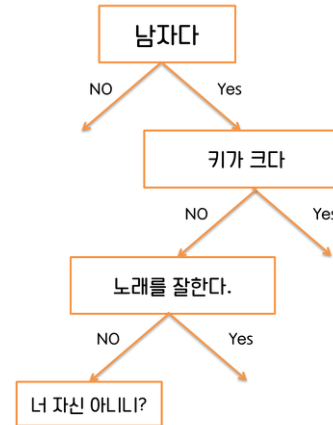 남자다
NO
Yes
키가 크다
NO
Yes
노래를 잘한다.
NO
Yes
너 자신 아니니?